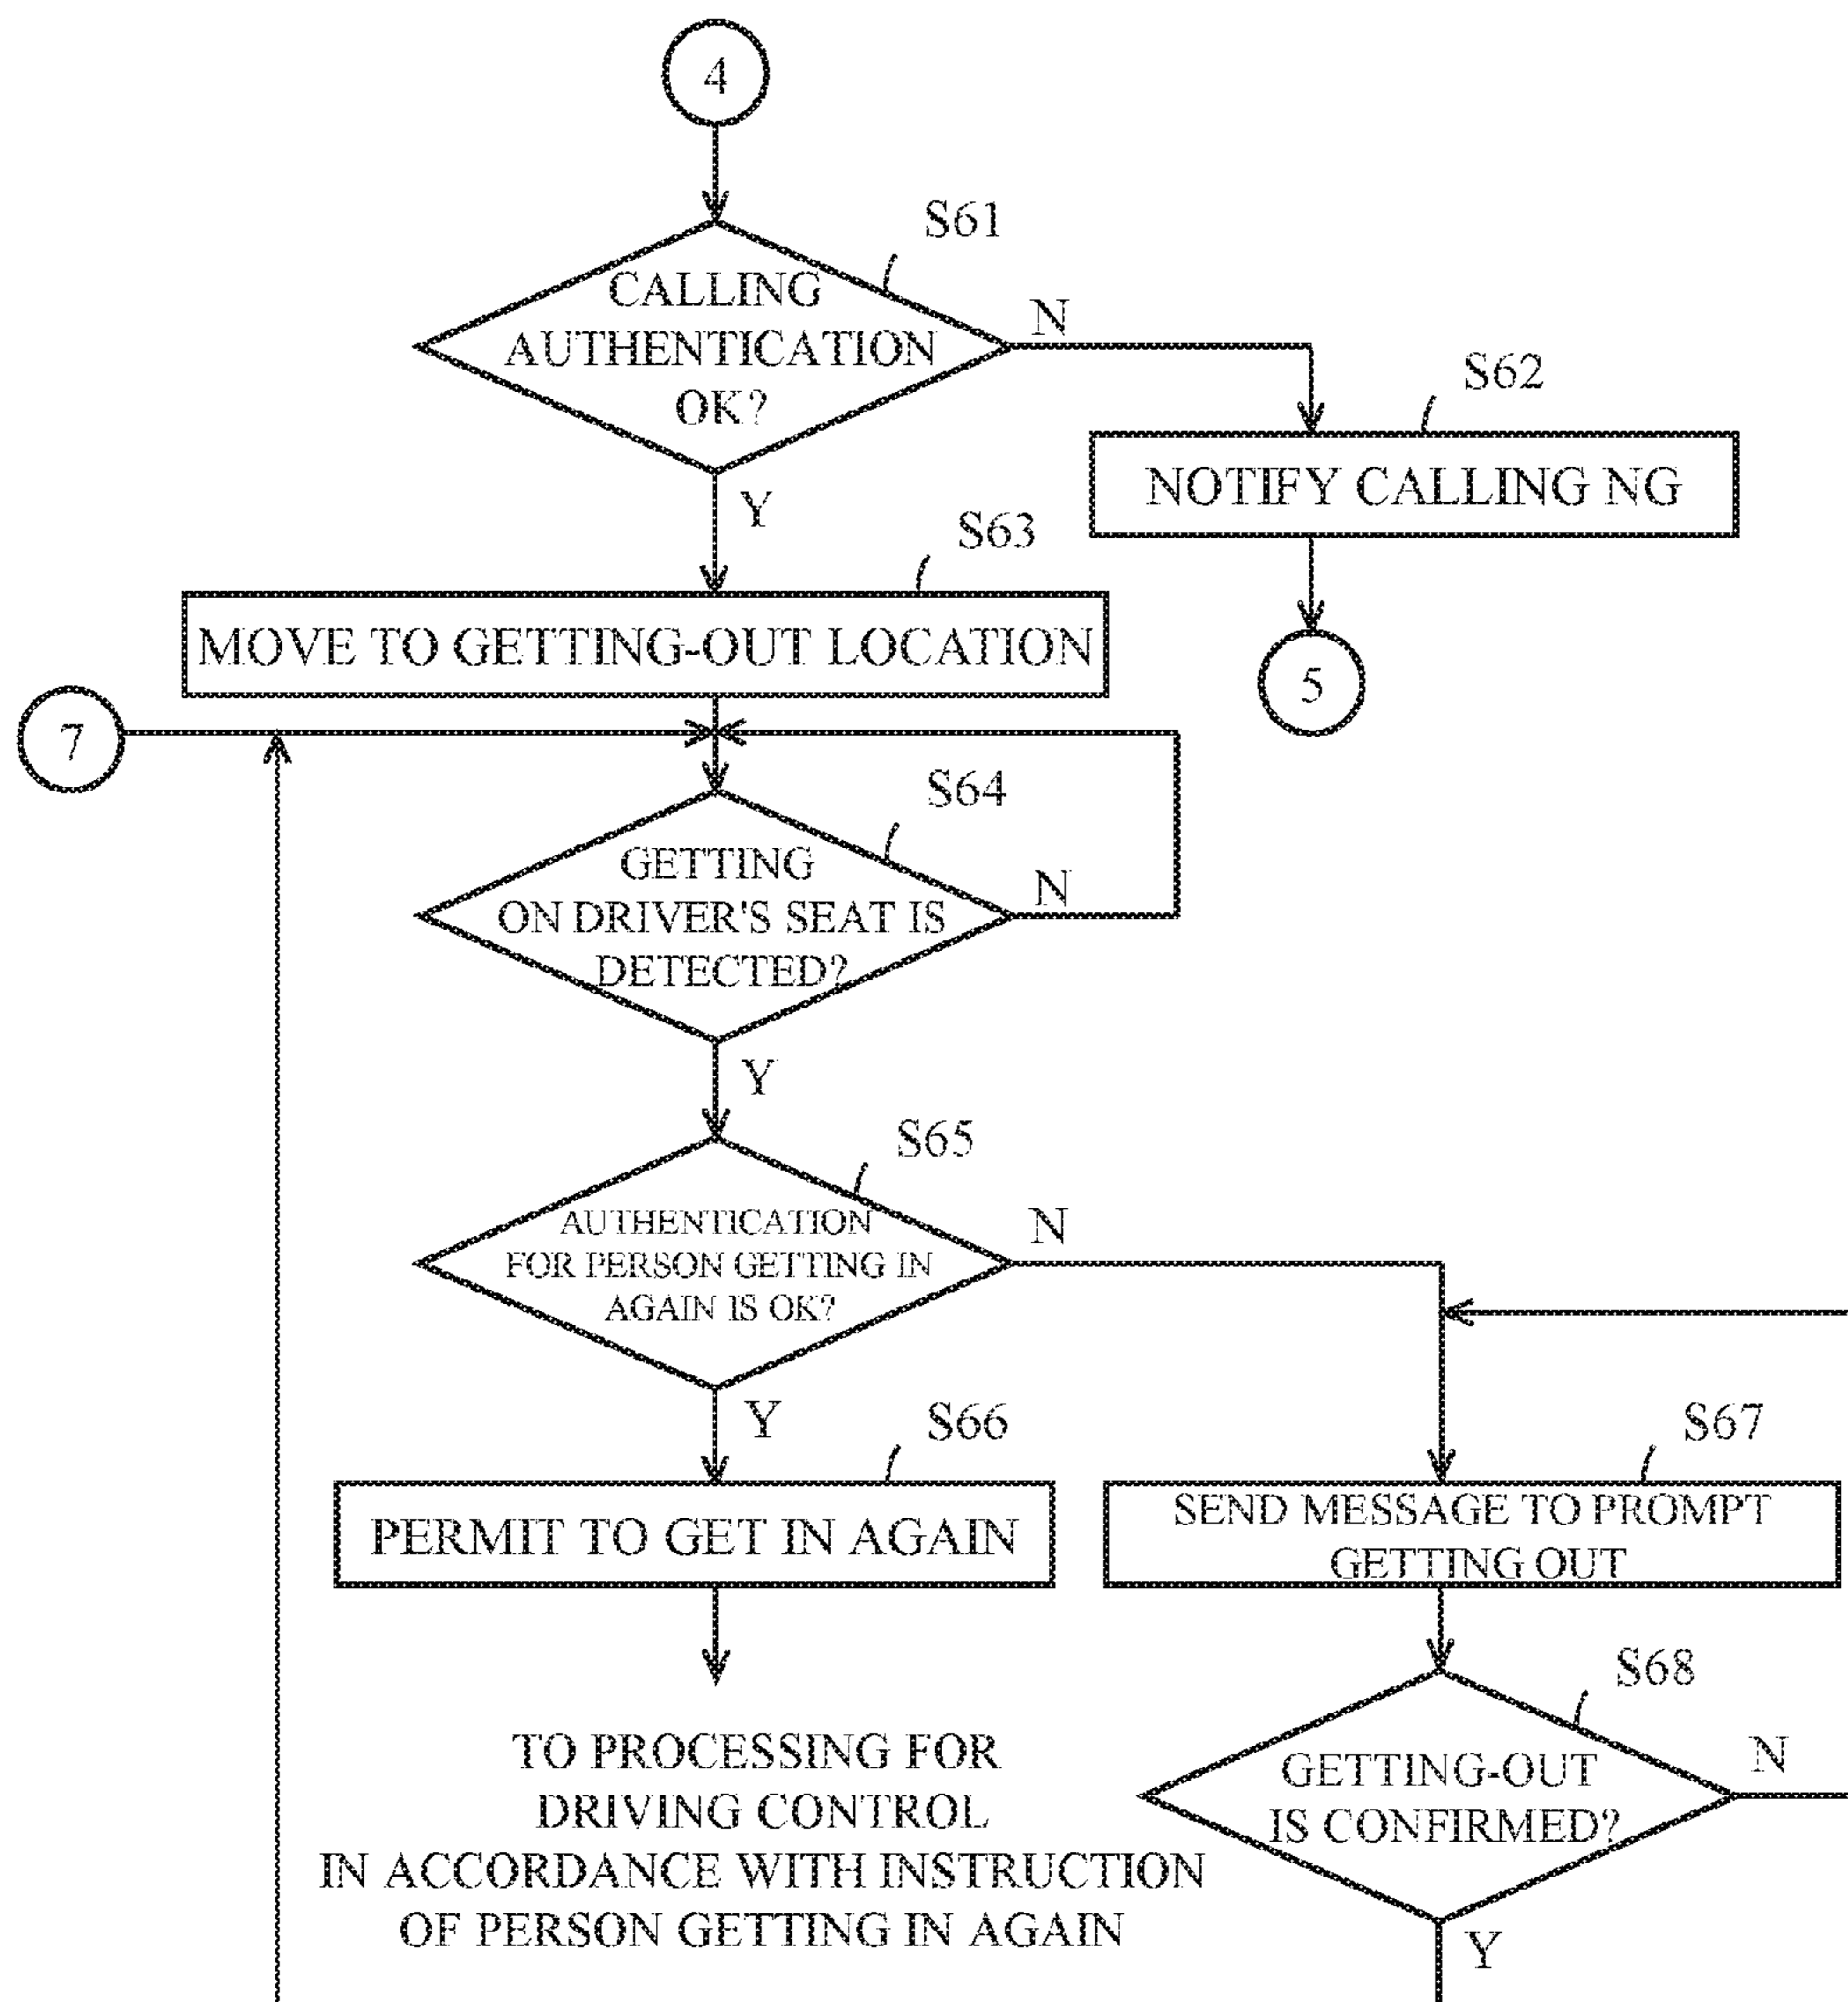 4
S61
CALLING
AUTHENTICATION
OK?
N
S62
NOTIFY CALLING NG
5
Y
S63
MOVE TO GETTING-OUT LOCATION
7
S64
GETTING
ON DRIVER'S SEAT IS
DETECTED?
N
Y
S65
AUTHENTICATION
FOR PERSON GETTING IN
AGAIN IS OK?
N
Y
S66
PERMIT TO GET IN AGAIN
TO PROCESSING FOR
DRIVING CONTROL
IN ACCORDANCE WITH INSTRUCTION
OF PERSON GETTING IN AGAIN
S67
SEND MESSAGE TO PROMPT
GETTING OUT
S68
GETTING-OUT
IS CONFIRMED?
N
Y